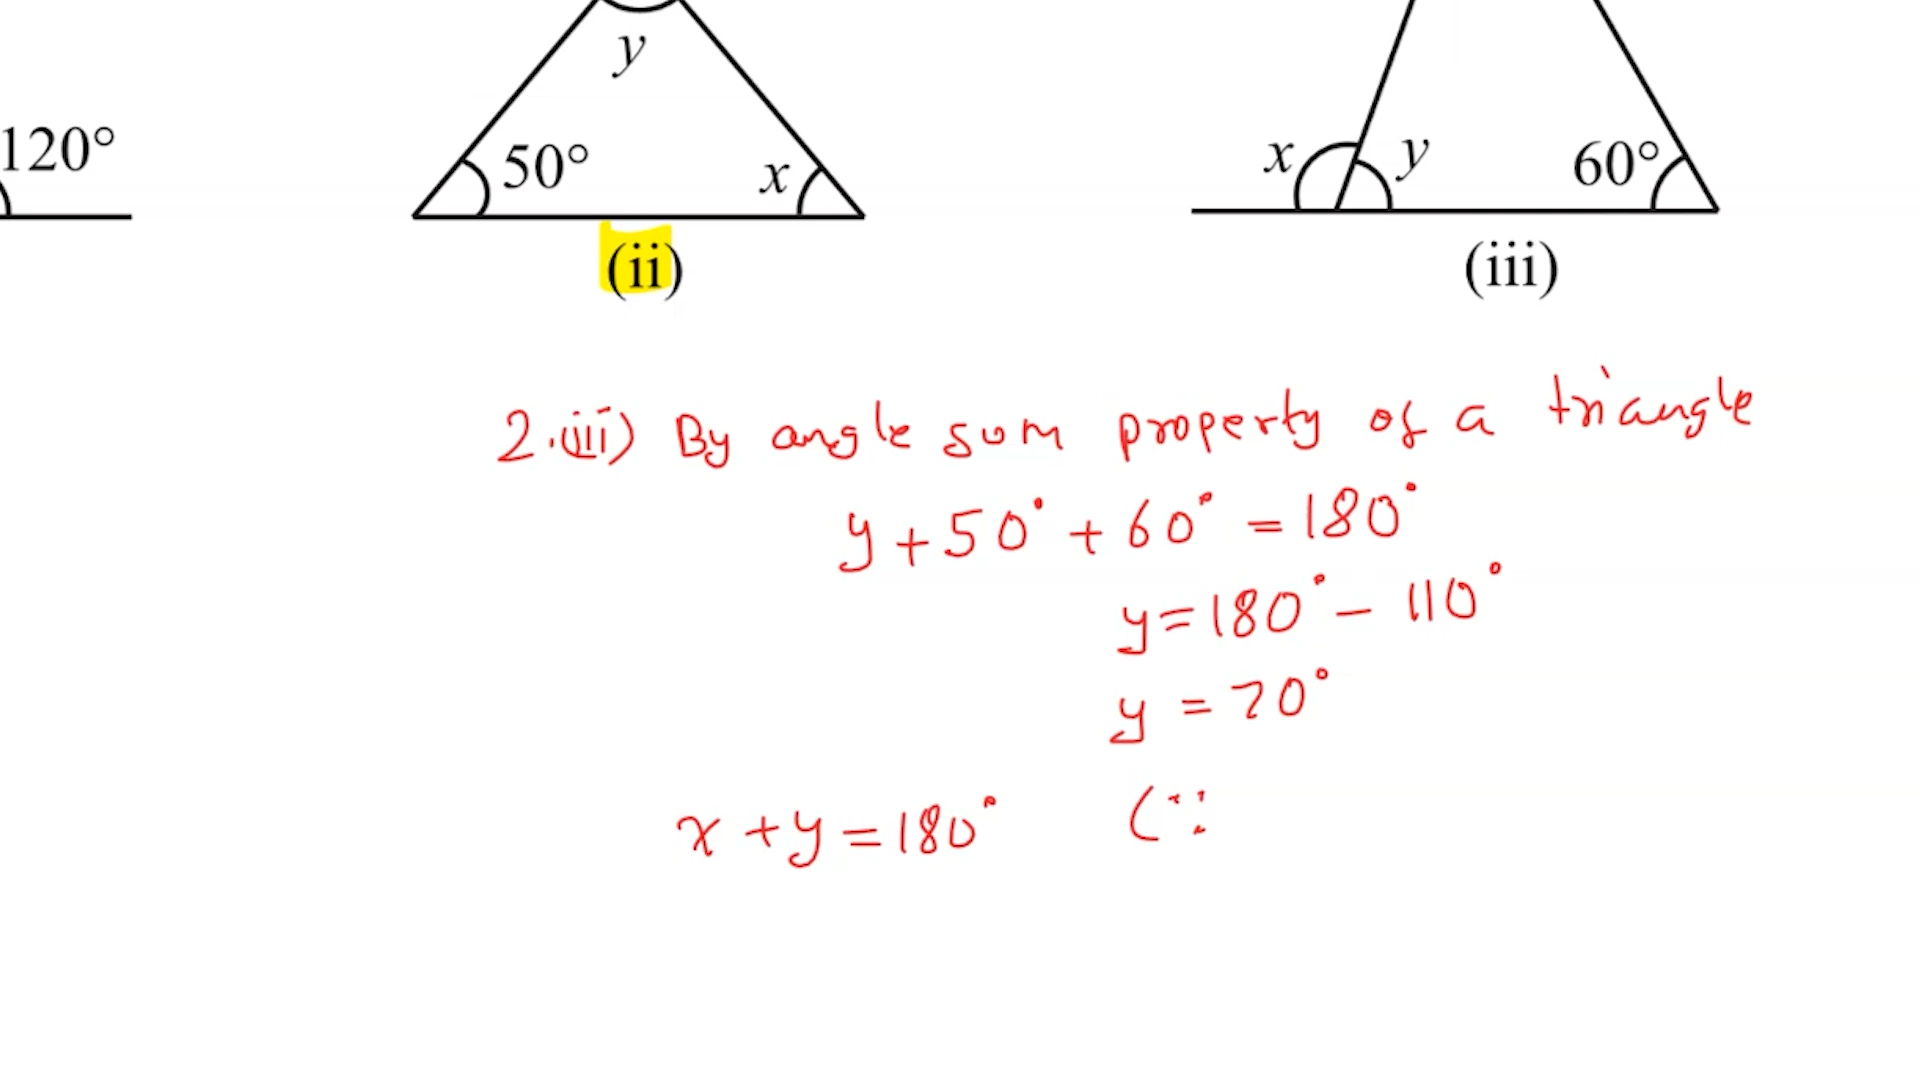 y
120°
50°
x
x
y
60°
(ii)
(iii)
2.(iii) By angle sum property of a triangle
y + 50° + 60° = 180°
y = 180° - 110°
y = 70°
x + y = 180° (∵